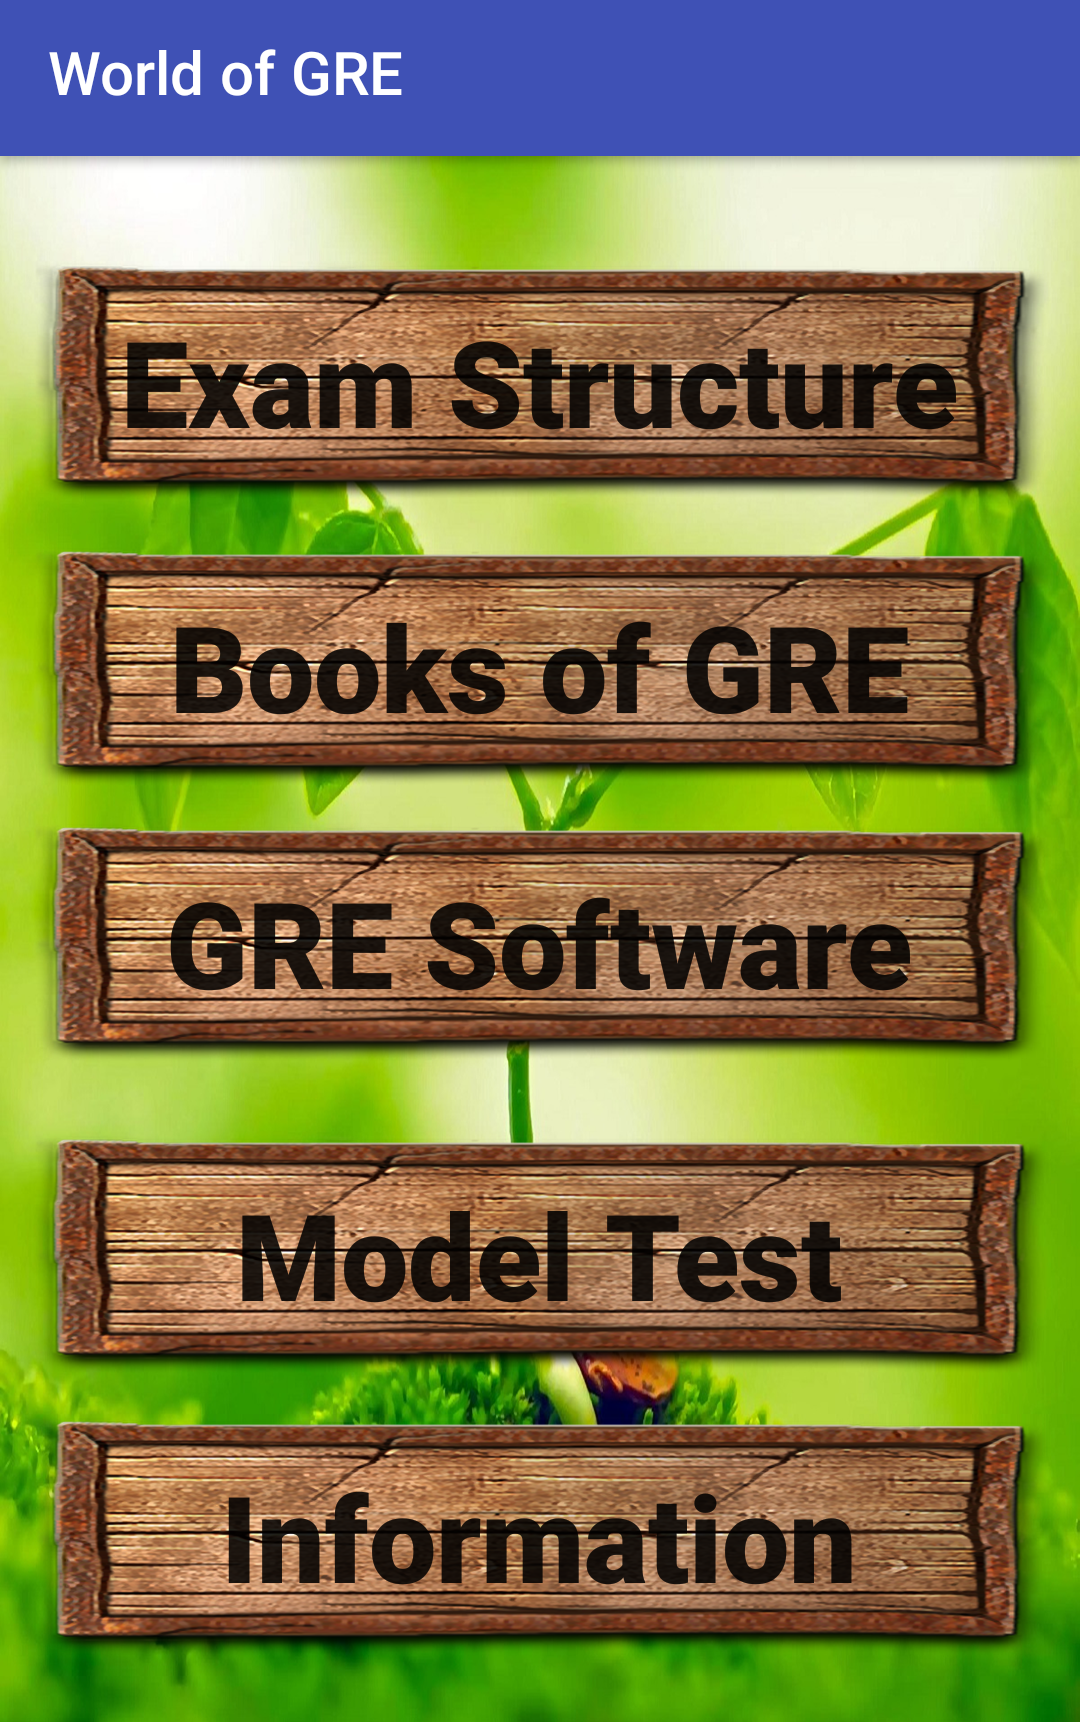 World of GRE
Exam Structure
Books of GRE
GRE Software
Model Test
Information